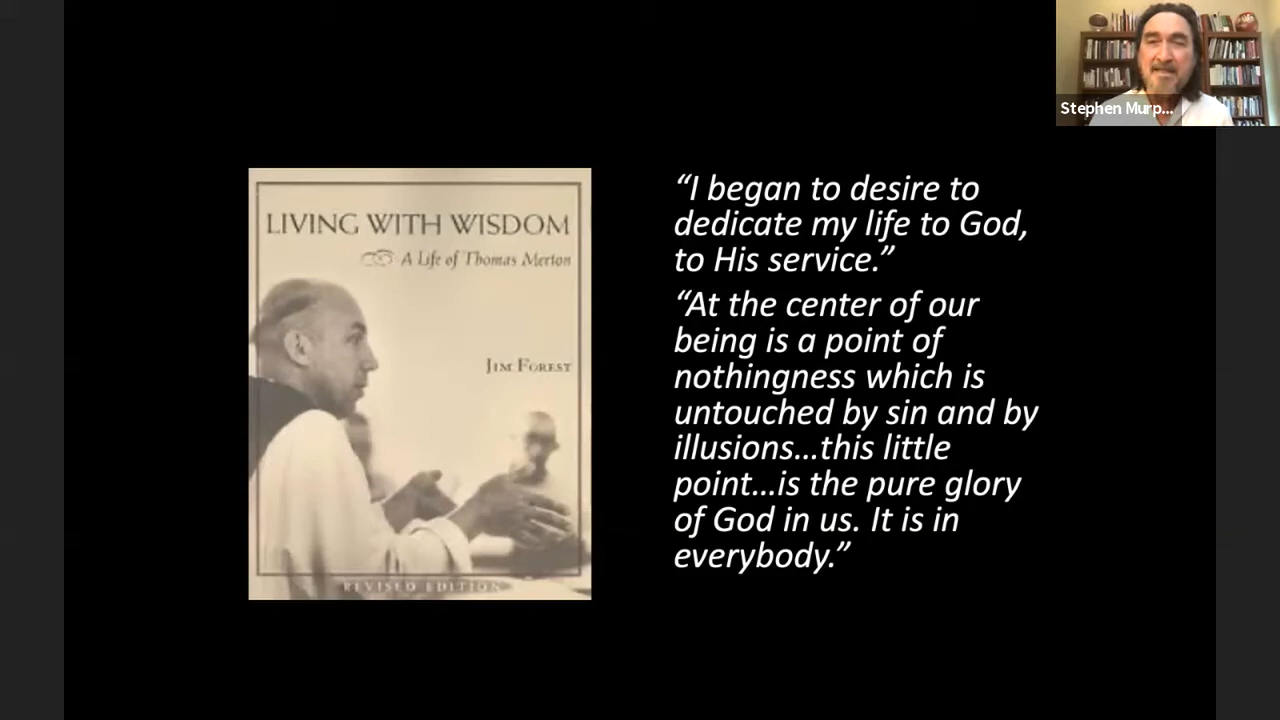 Stephen Murp...
LIVING WITH WISDOM
A Life of Thomas Merton
JIM FOREST
REVISED EDITION
“I began to desire to
dedicate my life to God,
to His service.”
“At the center of our
being is a point of
nothingness which is
untouched by sin and by
illusions...this little
point...is the pure glory
of God in us. It is in
everybody.”